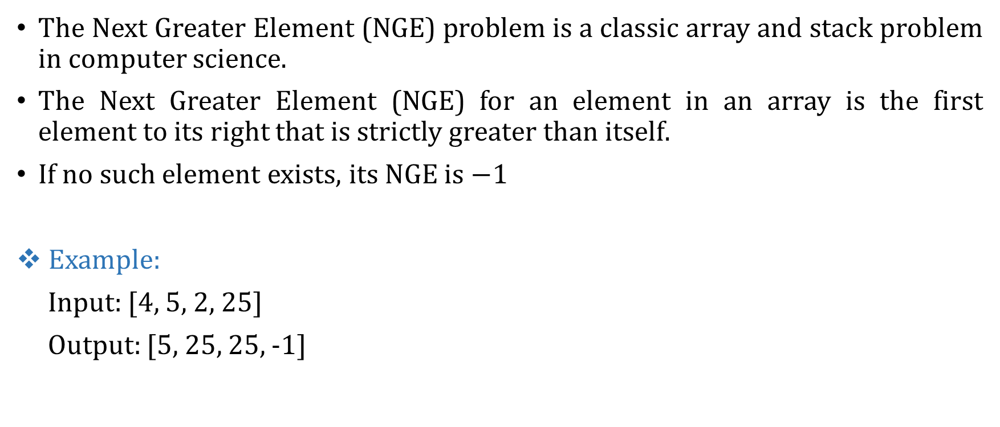 • The Next Greater Element (NGE) problem is a classic array and stack problem
in computer science.
• The Next Greater Element (NGE) for an element in an array is the first
element to its right that is strictly greater than itself.
• If no such element exists, its NGE is −1
❖ Example:
Input: [4, 5, 2, 25]
Output: [5, 25, 25, -1]